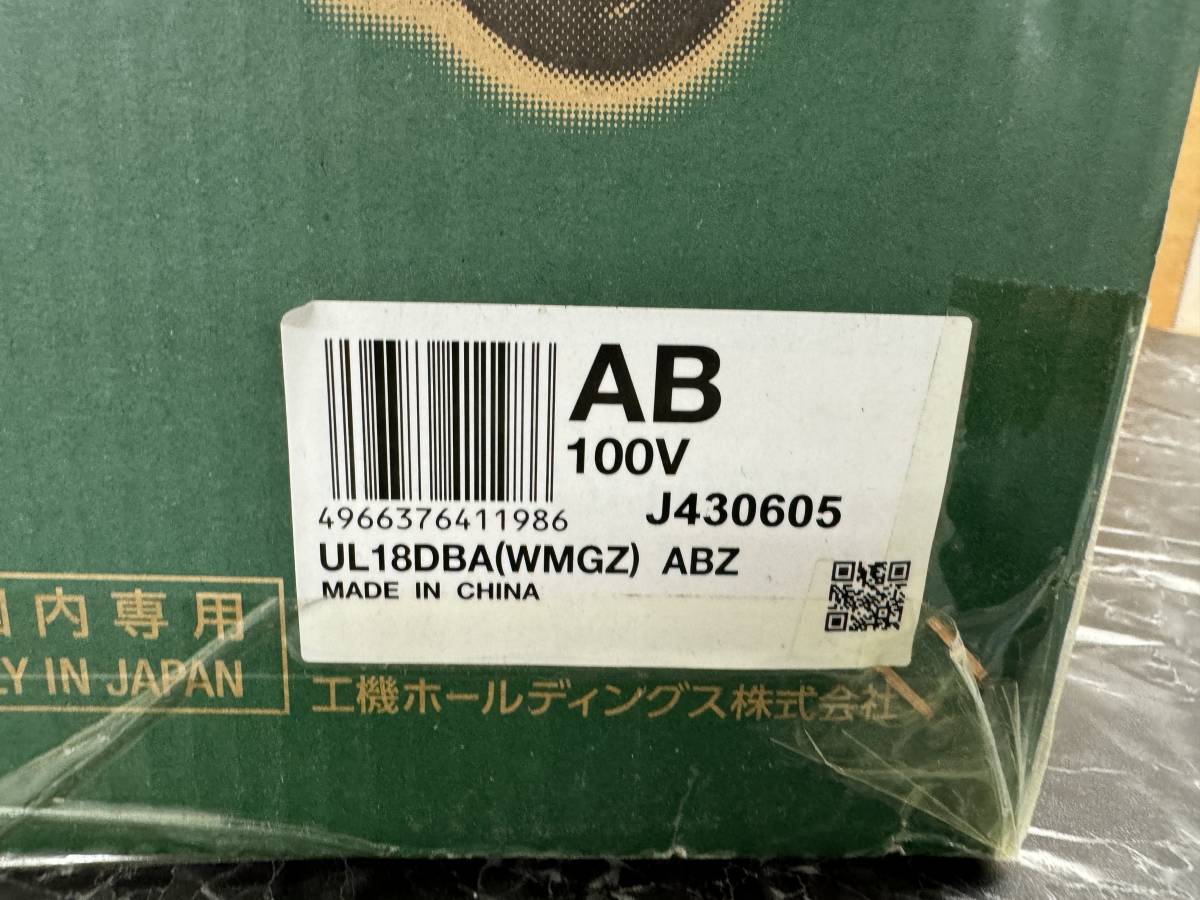 AB
100V
4966376411986
J430605
UL18DBA(WMGZ) ABZ
MADE IN CHINA
内専用
IN JAPAN
工機ホールディングス株式会社